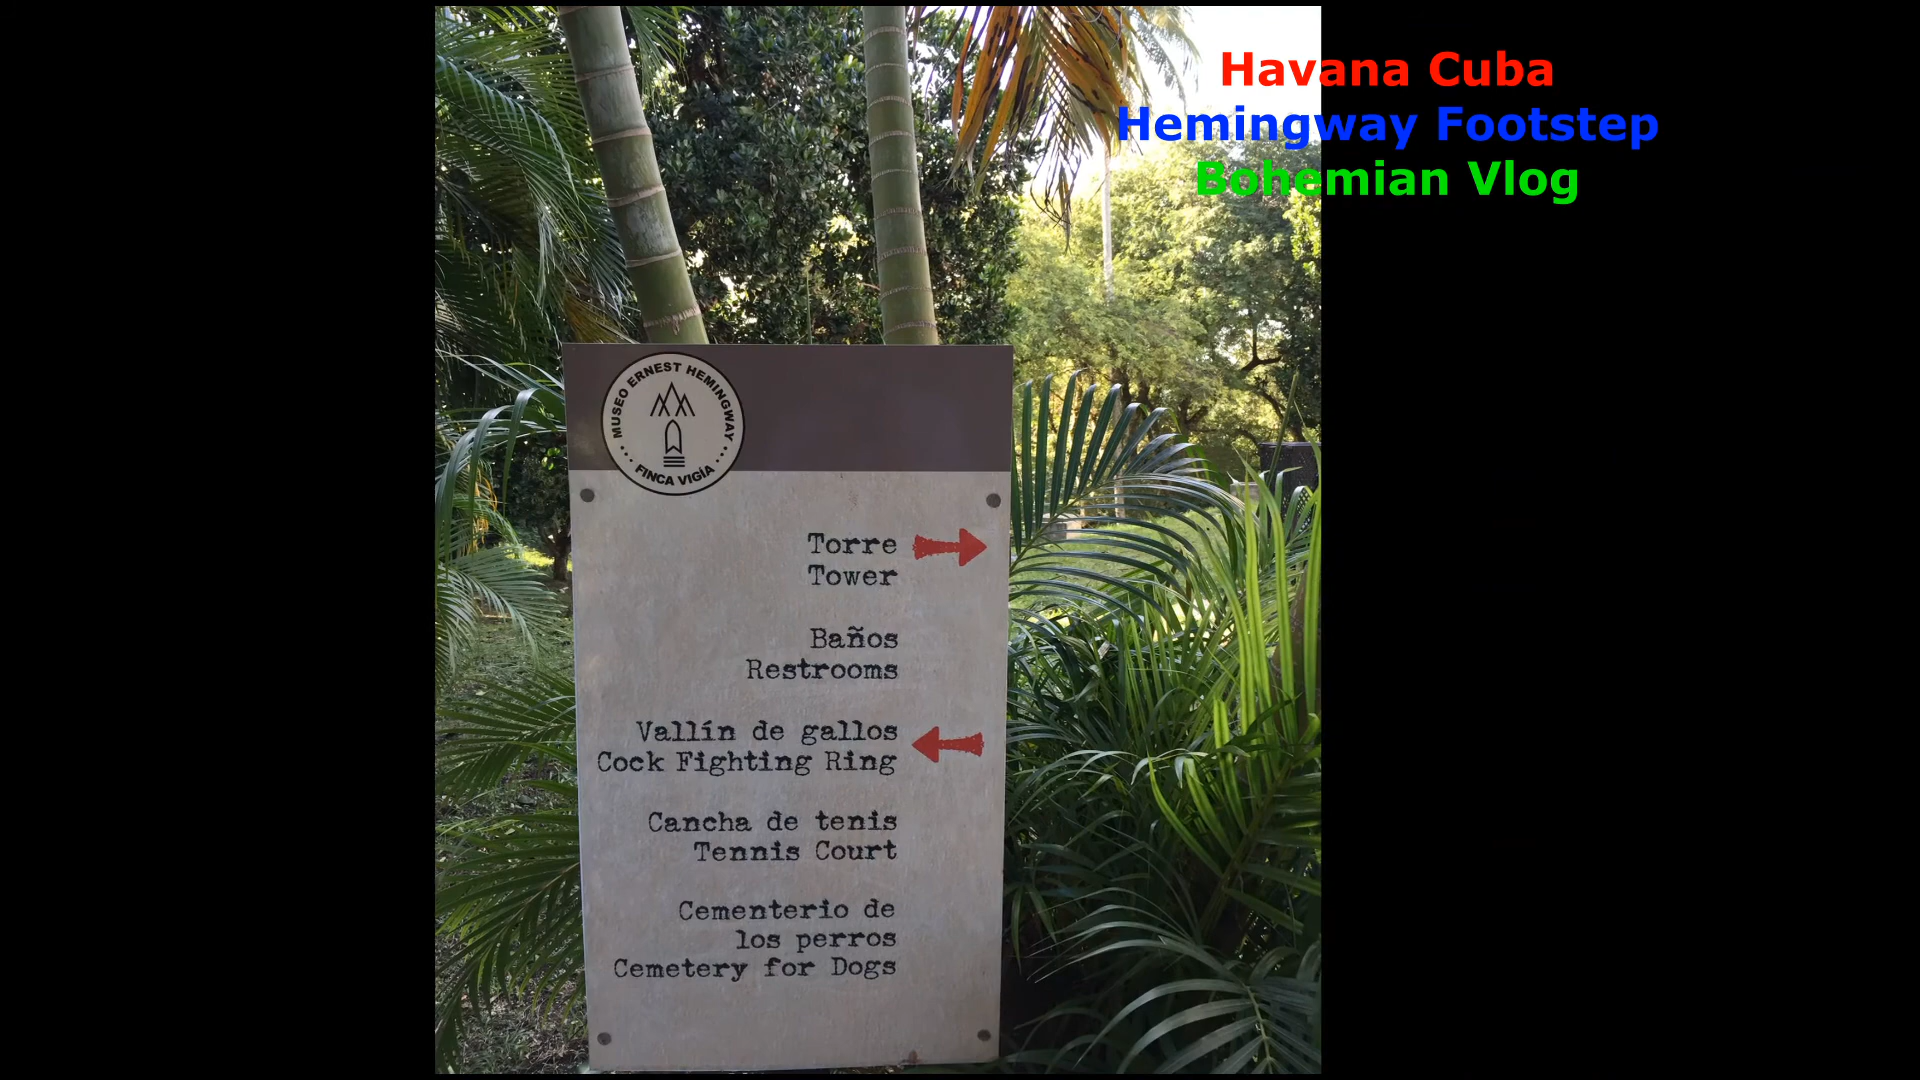 Havana Cuba
Hemingway Footstep
Bohemian Vlog
MUSEO ERNEST HEMINGWAY
FINCA VIGÍA
Torre
Tower
Baños
Restrooms
Vallín de gallos
Cock Fighting Ring
Cancha de tenis
Tennis Court
Cementerio de
los perros
Cemetery for Dogs